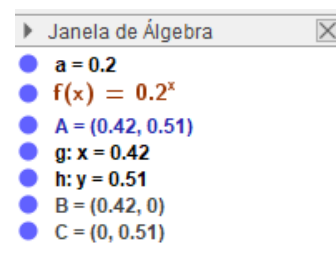 Janela de Álgebra
a = 0.2
f(x) = 0.2ˣ
A = (0.42, 0.51)
g: x = 0.42
h: y = 0.51
B = (0.42, 0)
C = (0, 0.51)